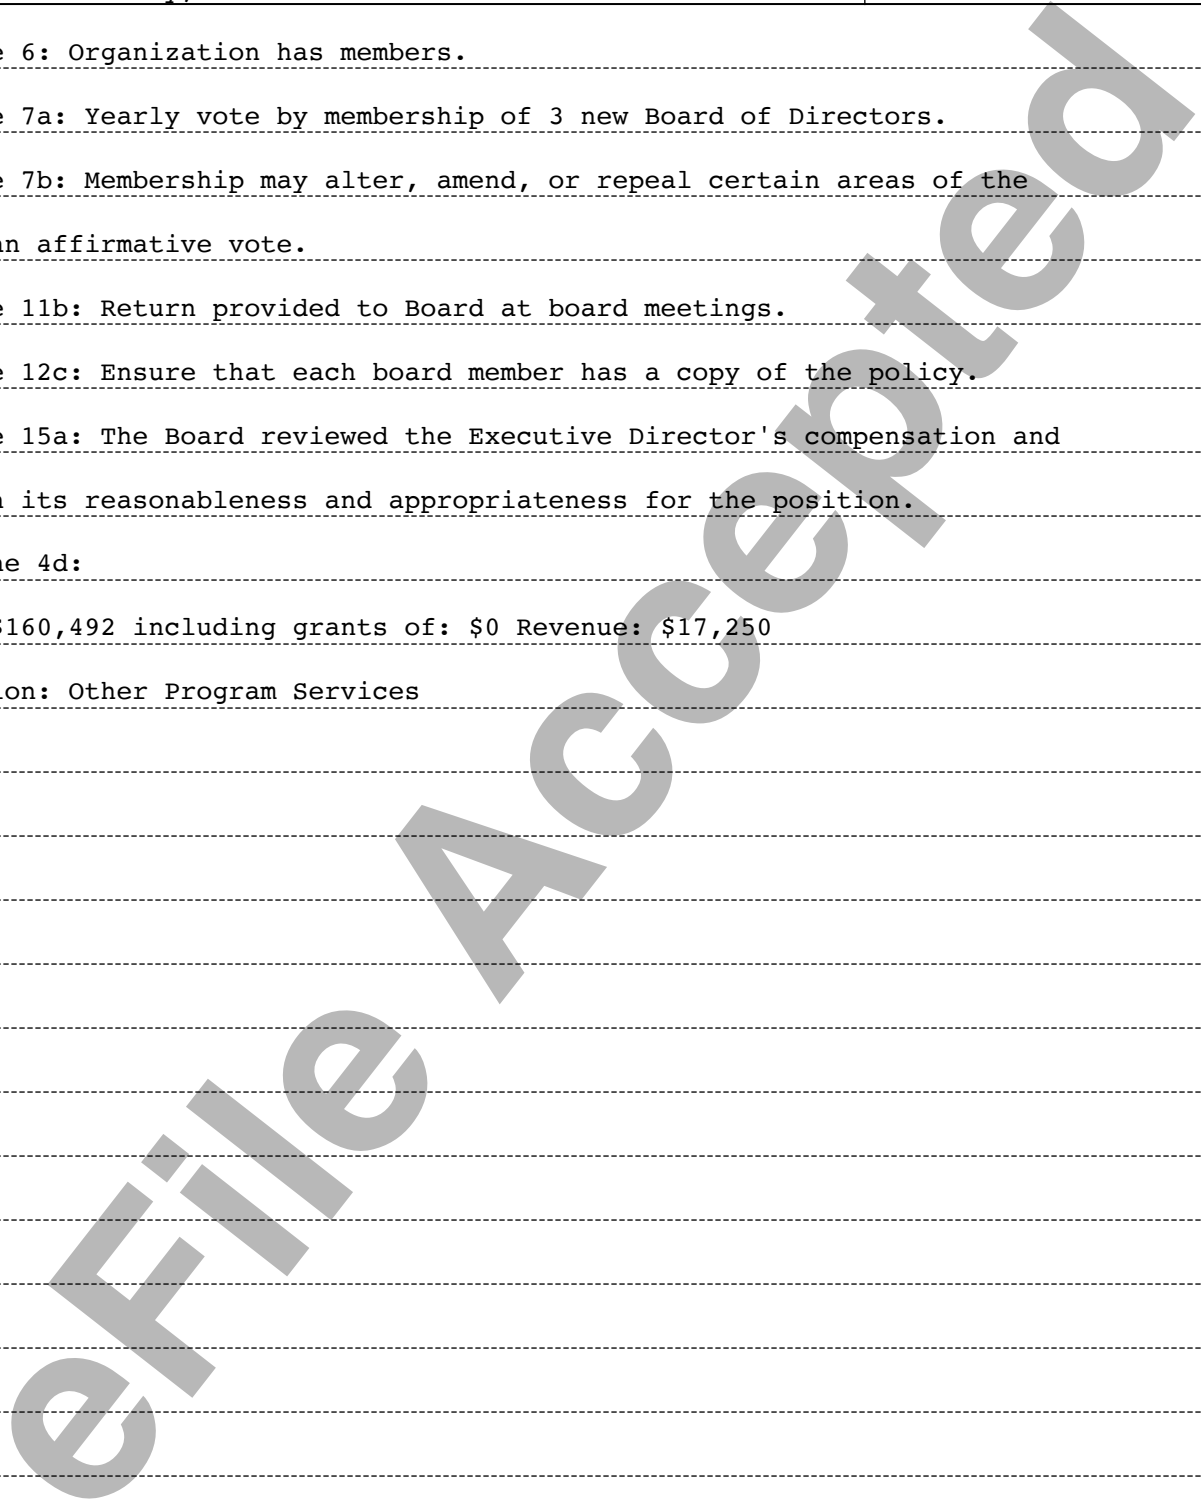 e 6: Organization has members.
e 7a: Yearly vote by membership of 3 new Board of Directors.
e 7b: Membership may alter, amend, or repeal certain areas of the
an affirmative vote.
e 11b: Return provided to Board at board meetings.
e 12c: Ensure that each board member has a copy of the policy.
e 15a: The Board reviewed the Executive Director's compensation and
its reasonableness and appropriateness for the position.
ne 4d:
$160,492 including grants of: $0 Revenue: $17,250
ion: Other Program Services
eFile Accepted